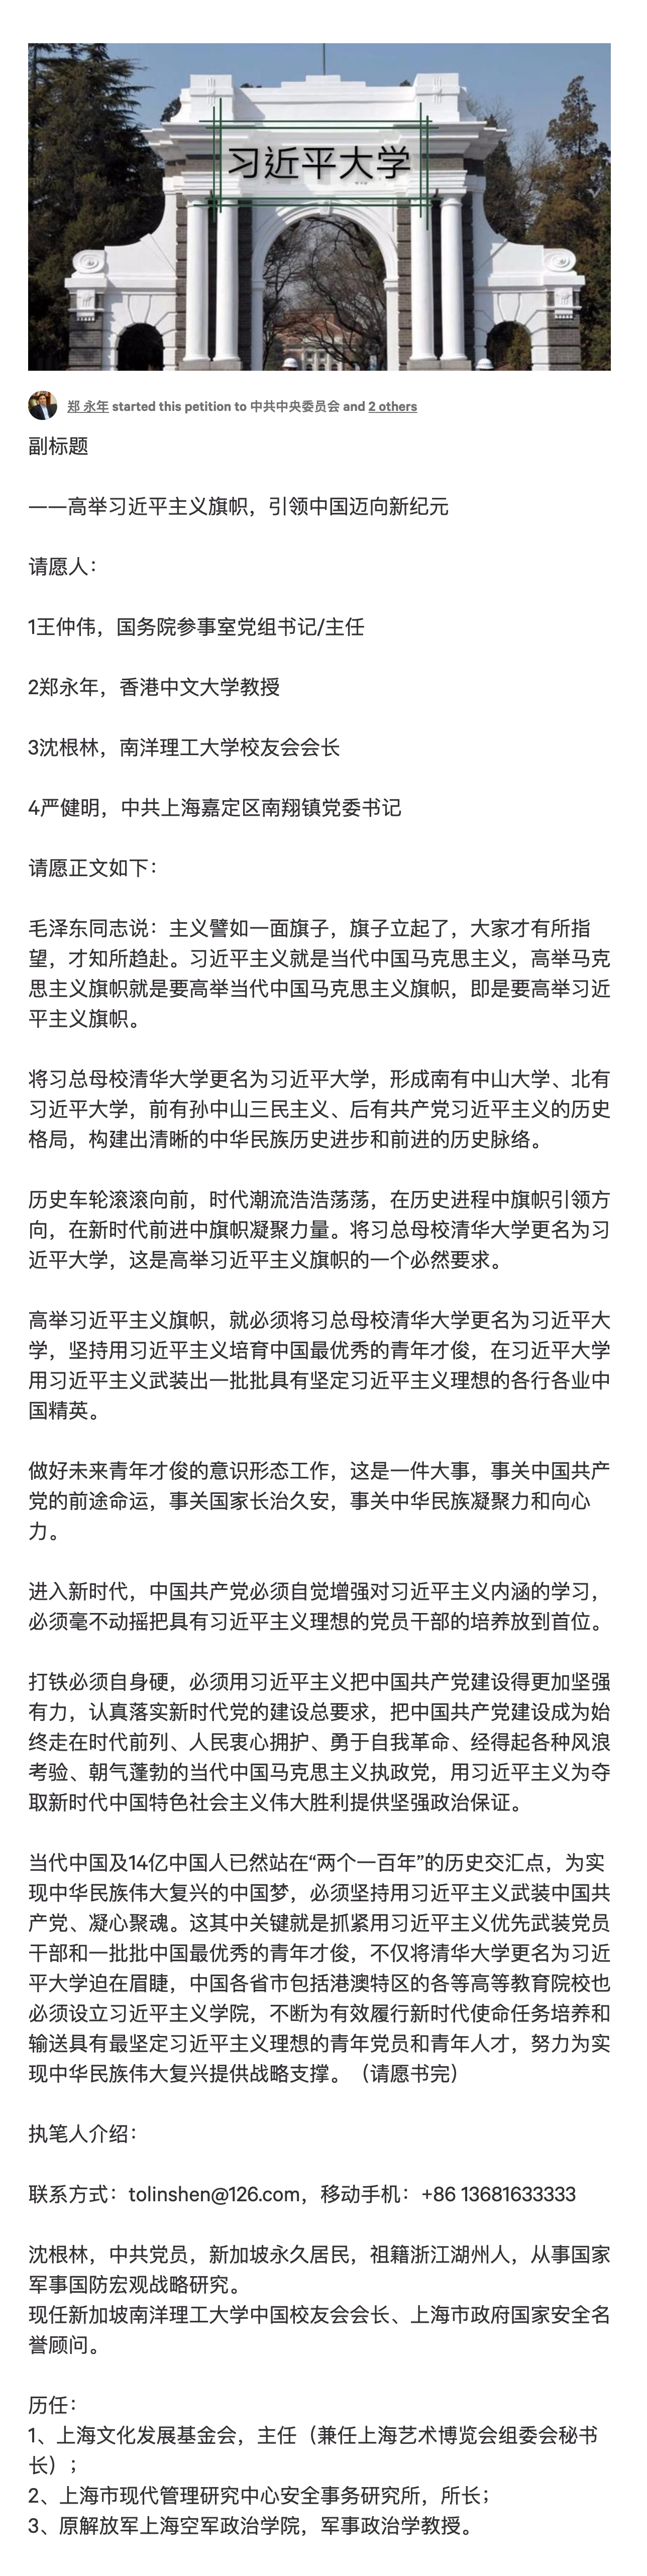 习近平大学
郑 永年 started this petition to 中共中央委员会 and 2 others
副标题
——高举习近平主义旗帜，引领中国迈向新纪元
请愿人：
1王仲伟，国务院参事室党组书记/主任
2郑永年，香港中文大学教授
3沈根林，南洋理工大学校友会会长
4严健明，中共上海嘉定区南翔镇党委书记
请愿正文如下：
毛泽东同志说：主义譬如一面旗子，旗子立起了，大家才有所指
望，才知所趋赴。习近平主义就是当代中国马克思主义，高举马克
思主义旗帜就是要高举当代中国马克思主义旗帜，即是要高举习近
平主义旗帜。
将习总母校清华大学更名为习近平大学，形成南有中山大学、北有
习近平大学，前有孙中山三民主义、后有共产党习近平主义的历史
格局，构建出清晰的中华民族历史进步和前进的历史脉络。
历史车轮滚滚向前，时代潮流浩浩荡荡，在历史进程中旗帜引领方
向，在新时代前进中旗帜凝聚力量。将习总母校清华大学更名为习
近平大学，这是高举习近平主义旗帜的一个必然要求。
高举习近平主义旗帜，就必须将习总母校清华大学更名为习近平大
学，坚持用习近平主义培育中国最优秀的青年才俊，在习近平大学
用习近平主义武装出一批批具有坚定习近平主义理想的各行各业中
国精英。
做好未来青年才俊的意识形态工作，这是一件大事，事关中国共产
党的前途命运，事关国家长治久安，事关中华民族凝聚力和向心
力。
进入新时代，中国共产党必须自觉增强对习近平主义内涵的学习，
必须毫不动摇把具有习近平主义理想的党员干部的培养放到首位。
打铁必须自身硬，必须用习近平主义把中国共产党建设得更加坚强
有力，认真落实新时代党的建设总要求，把中国共产党建设成为始
终走在时代前列、人民衷心拥护、勇于自我革命、经得起各种风浪
考验、朝气蓬勃的当代中国马克思主义执政党，用习近平主义为夺
取新时代中国特色社会主义伟大胜利提供坚强政治保证。
当代中国及14亿中国人已然站在“两个一百年”的历史交汇点，为实
现中华民族伟大复兴的中国梦，必须坚持用习近平主义武装中国共
产党、凝心聚魂。这其中关键就是抓紧用习近平主义优先武装党员
干部和一批批中国最优秀的青年才俊，不仅将清华大学更名为习近
平大学迫在眉睫，中国各省市包括港澳特区的各等高等教育院校也
必须设立习近平主义学院，不断为有效履行新时代使命任务培养和
输送具有最坚定习近平主义理想的青年党员和青年人才，努力为实
现中华民族伟大复兴提供战略支撑。（请愿书完）
执笔人介绍：
联系方式：tolinshen@126.com，移动手机：+86 13681633333
沈根林，中共党员，新加坡永久居民，祖籍浙江湖州人，从事国家
军事国防宏观战略研究。
现任新加坡南洋理工大学中国校友会会长、上海市政府国家安全名
誉顾问。
历任：
1、上海文化发展基金会，主任（兼任上海艺术博览会组委会秘书
长）；
2、上海市现代管理研究中心安全事务研究所，所长；
3、原解放军上海空军政治学院，军事政治学教授。